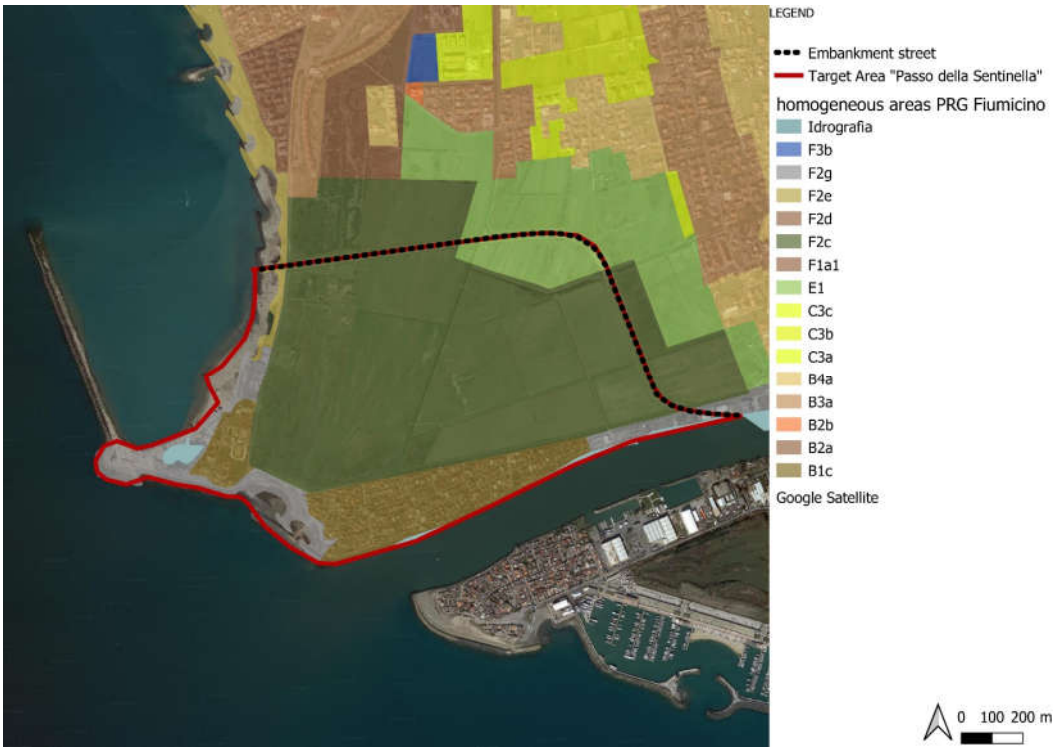 LEGEND
Embankment street
Target Area "Passo della Sentinella"
homogeneous areas PRG Fiumicino
Idrografia
F3b
F2g
F2e
F2d
F2c
F1a1
E1
C3c
C3b
C3a
B4a
B3a
B2b
B2a
B1c
Google Satellite
0 100 200 m